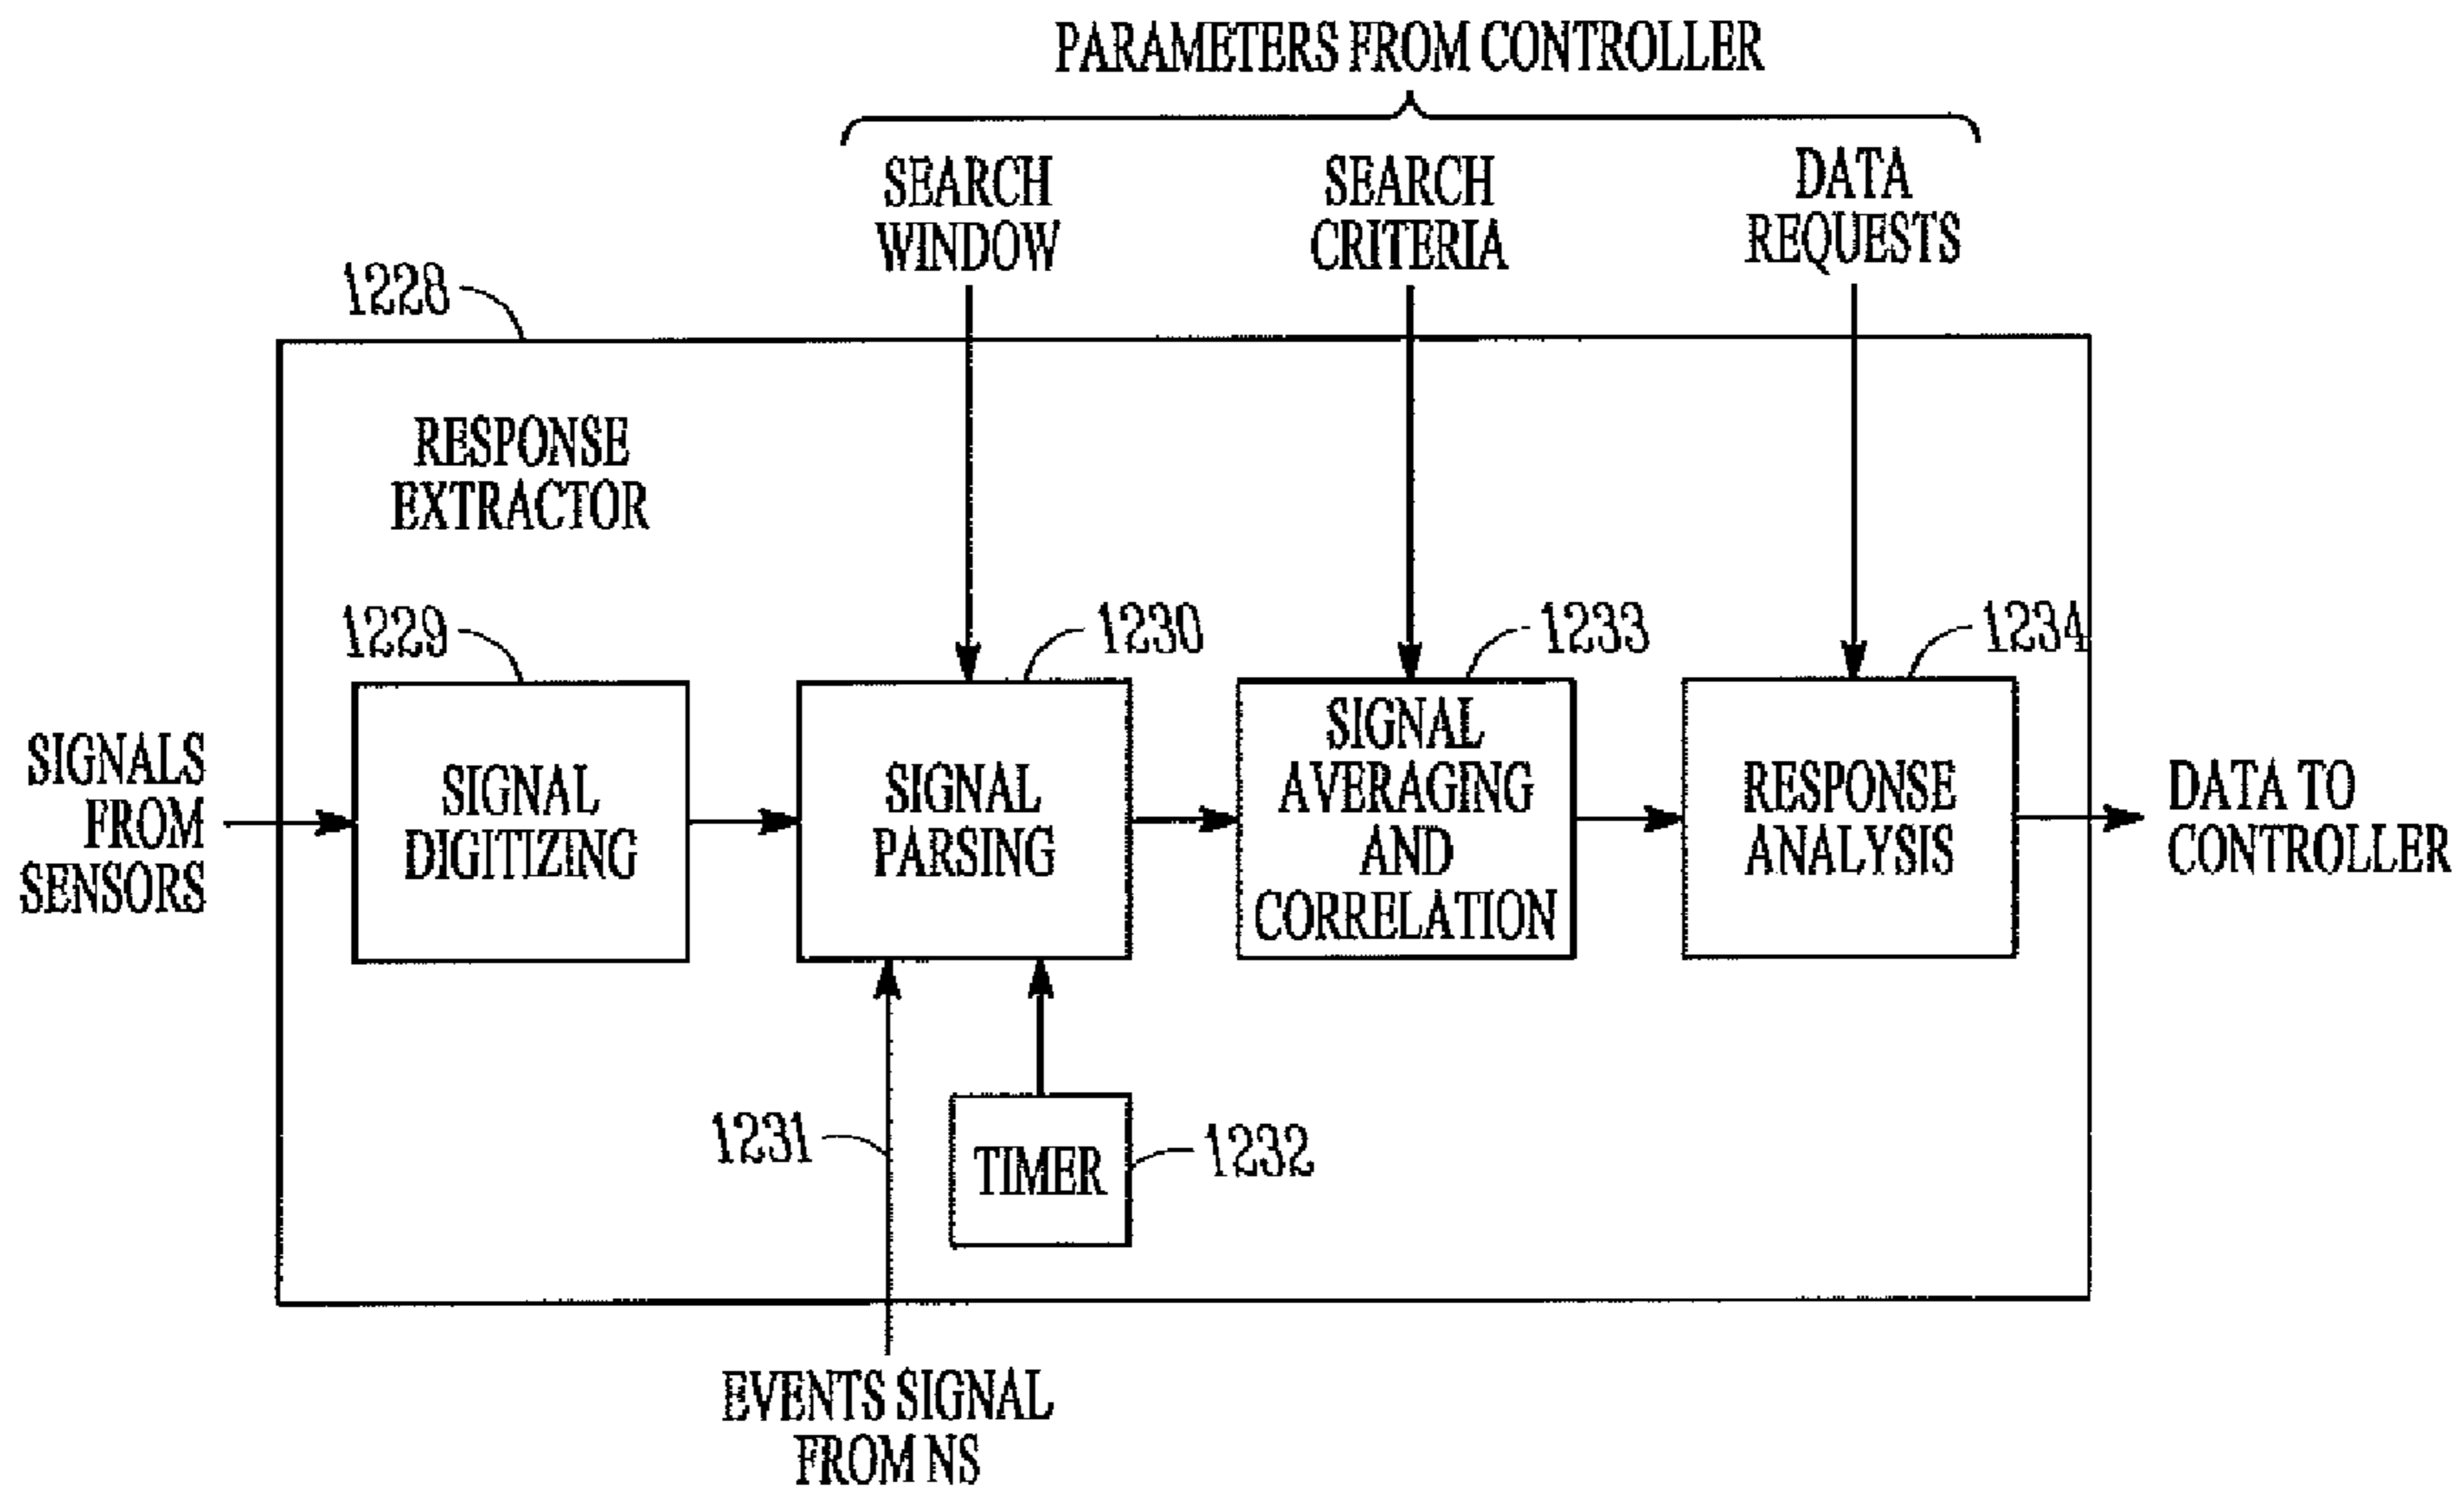 PARAMETERS FROM CONTROLLER
SEARCH
WINDOW
SEARCH
CRITERIA
DATA
REQUESTS
1228
RESPONSE
EXTRACTOR
1229
1230
1233
1234
SIGNALS
FROM
SENSORS
SIGNAL
DIGITIZING
SIGNAL
PARSING
SIGNAL
AVERAGING
AND
CORRELATION
RESPONSE
ANALYSIS
DATA TO
CONTROLLER
1231
TIMER
1232
EVENTS SIGNAL
FROM NS